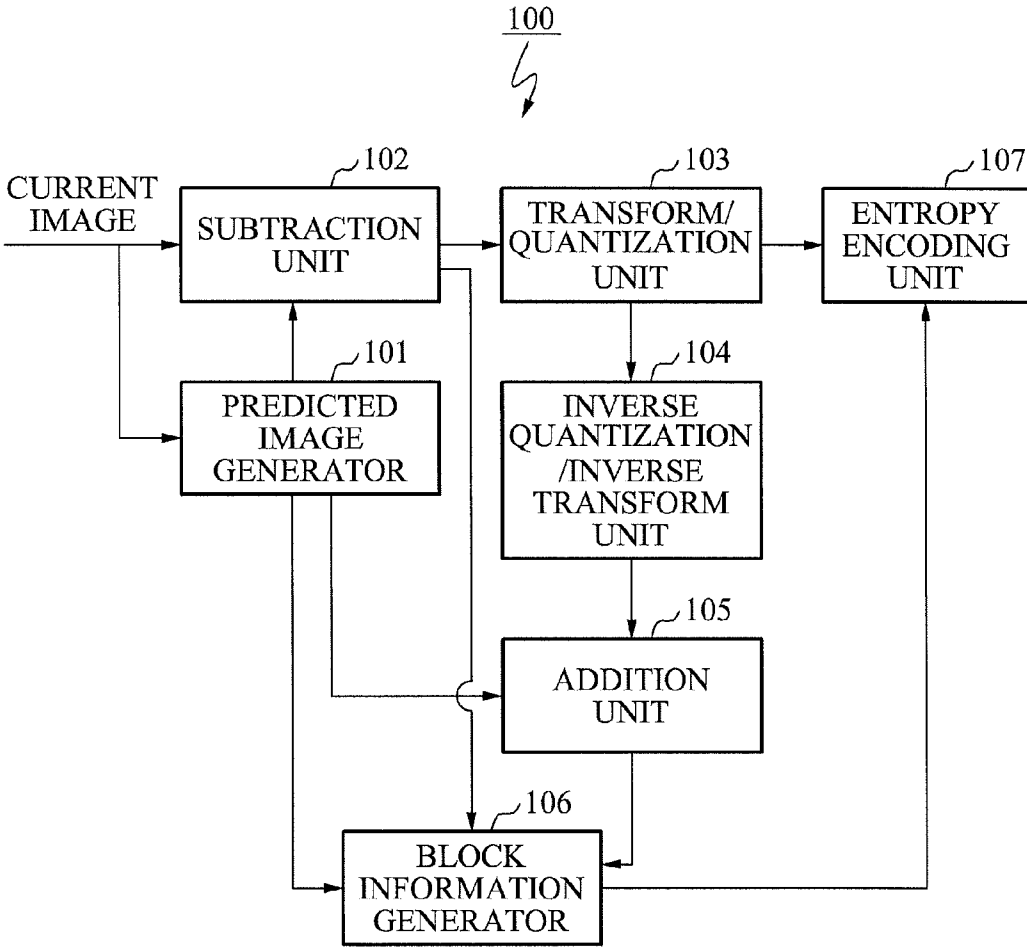 100
102
103
107
CURRENT
IMAGE
SUBTRACTION
UNIT
TRANSFORM/
QUANTIZATION
UNIT
ENTROPY
ENCODING
UNIT
101
104
PREDICTED
IMAGE
GENERATOR
INVERSE
QUANTIZATION
/INVERSE
TRANSFORM
UNIT
105
ADDITION
UNIT
106
BLOCK
INFORMATION
GENERATOR